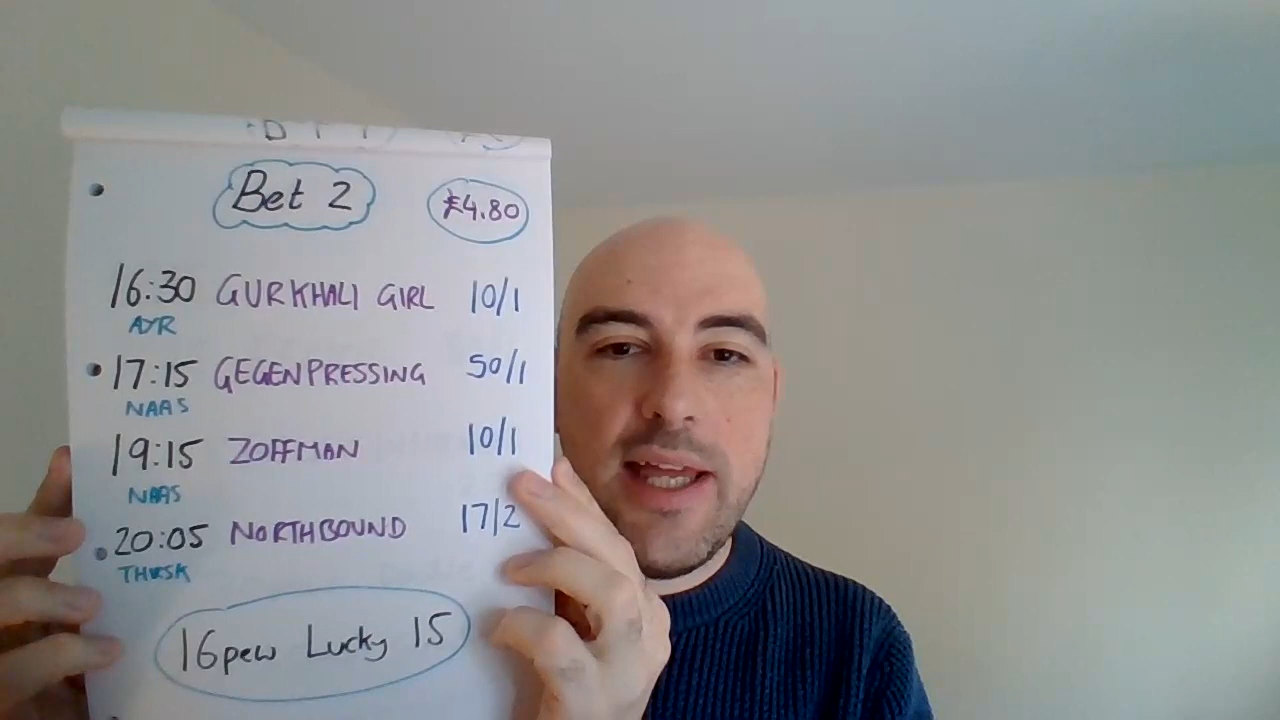 Bet 2 £4.80
16:30 GURKHALI GIRL 10/1
AYR
17:15 GEGENPRESSING 50/1
NAAS
19:15 ZOFFMAN 10/1
NAAS
20:05 NORTHBOUND 17/2
THIRSK
16pew Lucky 15